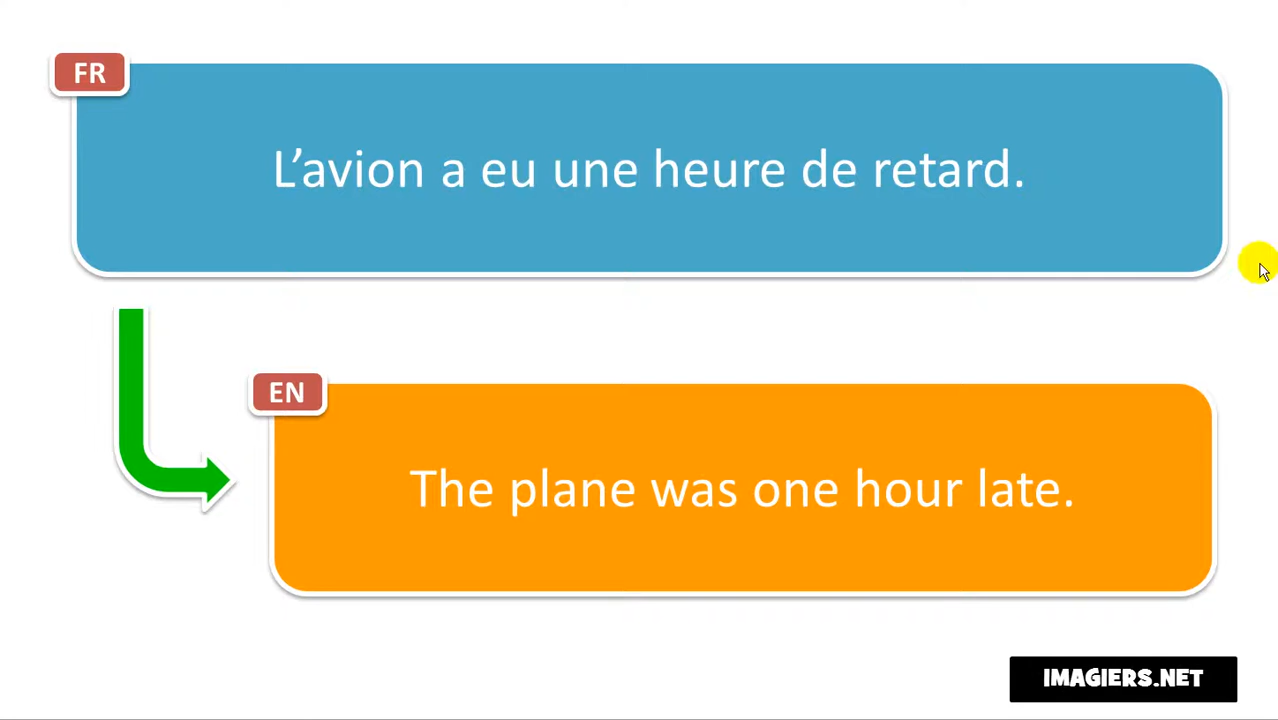 FR
L’avion a eu une heure de retard.
EN
The plane was one hour late.
IMAGIERS.NET